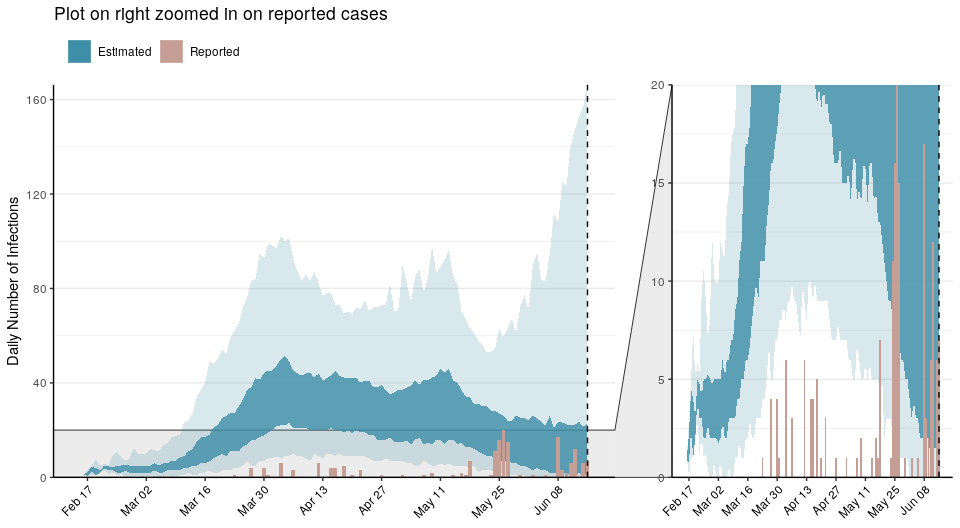 Plot on right zoomed in on reported cases
Estimated
Reported
Daily Number of Infections
160
120
80
40
0
Feb 17
Mar 02
Mar 16
Mar 30
Apr 13
Apr 27
May 11
May 25
Jun 08
20
15
10
5
0
Feb 17
Mar 02
Mar 16
Mar 30
Apr 13
Apr 27
May 11
May 25
Jun 08